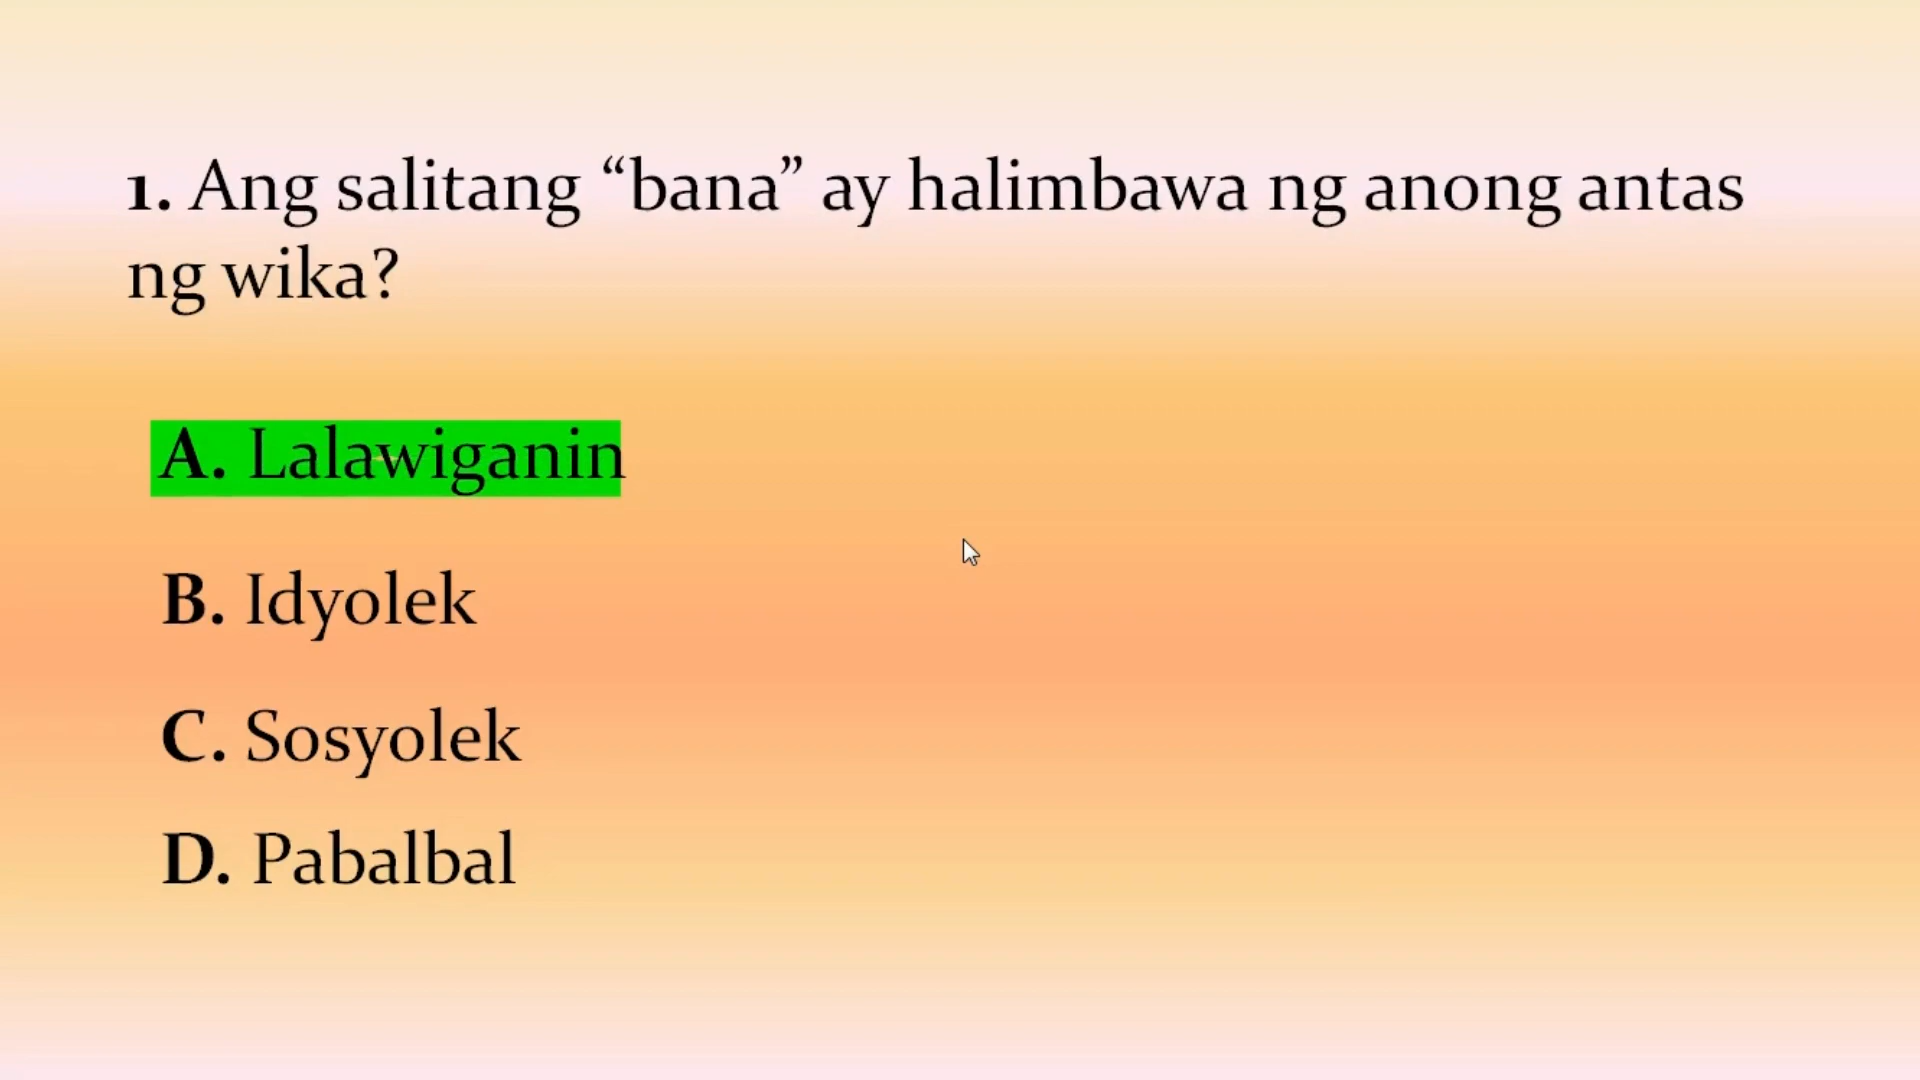 1. Ang salitang “bana” ay halimbawa ng anong antas
ng wika?
A. Lalawiganin
B. Idyolek
C. Sosyolek
D. Pabalbal